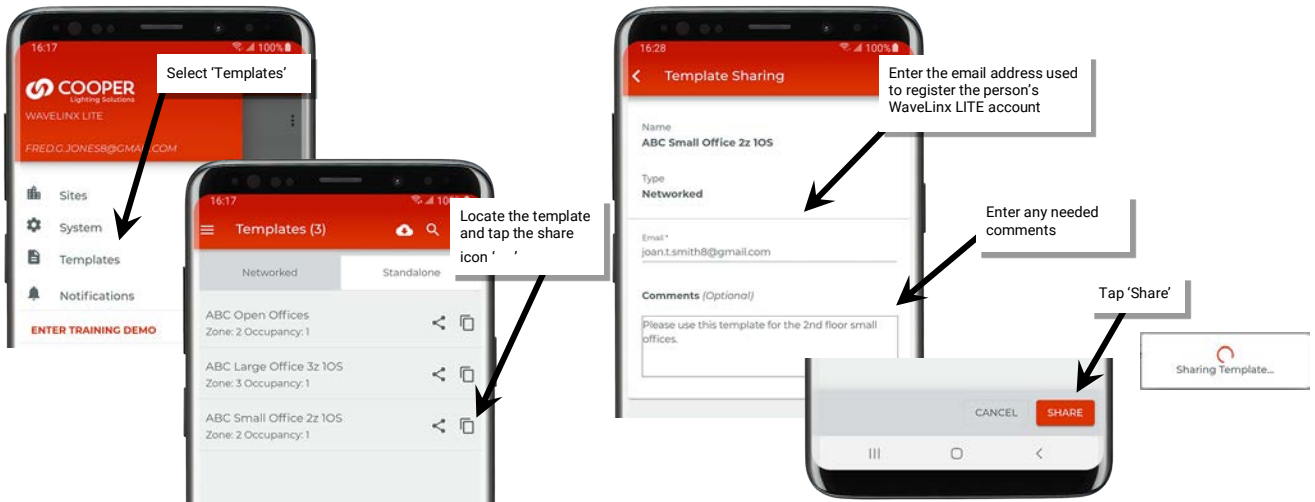 16:17
100%
COOPER
Lighting Solutions
WAVELINX LITE
FRED.G.JONES8@GMAIL.COM
Sites
System
Templates
Notifications
ENTER TRAINING DEMO
Select ‘Templates’
16:17
Templates (3)
Networked
Standalone
ABC Open Offices
Zone: 2 Occupancy: 1
ABC Large Office 3z 1OS
Zone: 3 Occupancy: 1
ABC Small Office 2z 1OS
Zone: 2 Occupancy: 1
Locate the template
and tap the share
icon ‘ ’
16:28
100%
Template Sharing
Name
ABC Small Office 2z 1OS
Type
Networked
Email *
joan.t.smith8@gmail.com
Comments (Optional)
Please use this template for the 2nd floor small
offices.
Enter the email address used
to register the person’s
WaveLinx LITE account
Enter any needed
comments
Tap ‘Share’
CANCEL
SHARE
Sharing Template...